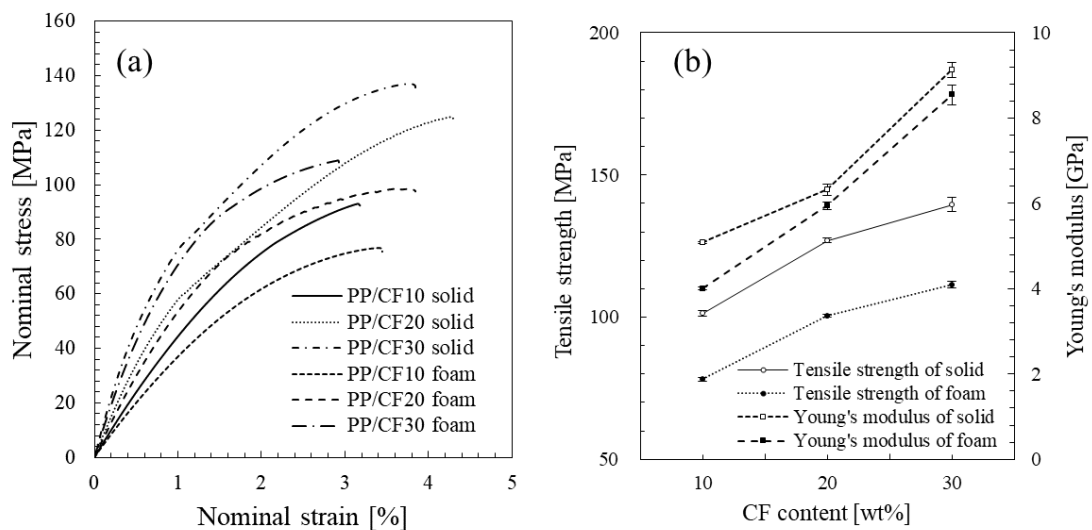 (a)
Nominal stress [MPa]
160
140
120
100
80
60
40
20
0
0 1 2 3 4 5
Nominal strain [%]
PP/CF10 solid
PP/CF20 solid
PP/CF30 solid
PP/CF10 foam
PP/CF20 foam
PP/CF30 foam
(b)
Tensile strength [MPa]
200
150
100
50
10 20 30
CF content [wt%]
10
8
6
4
2
0
Young's modulus [GPa]
Tensile strength of solid
Tensile strength of foam
Young's modulus of solid
Young's modulus of foam